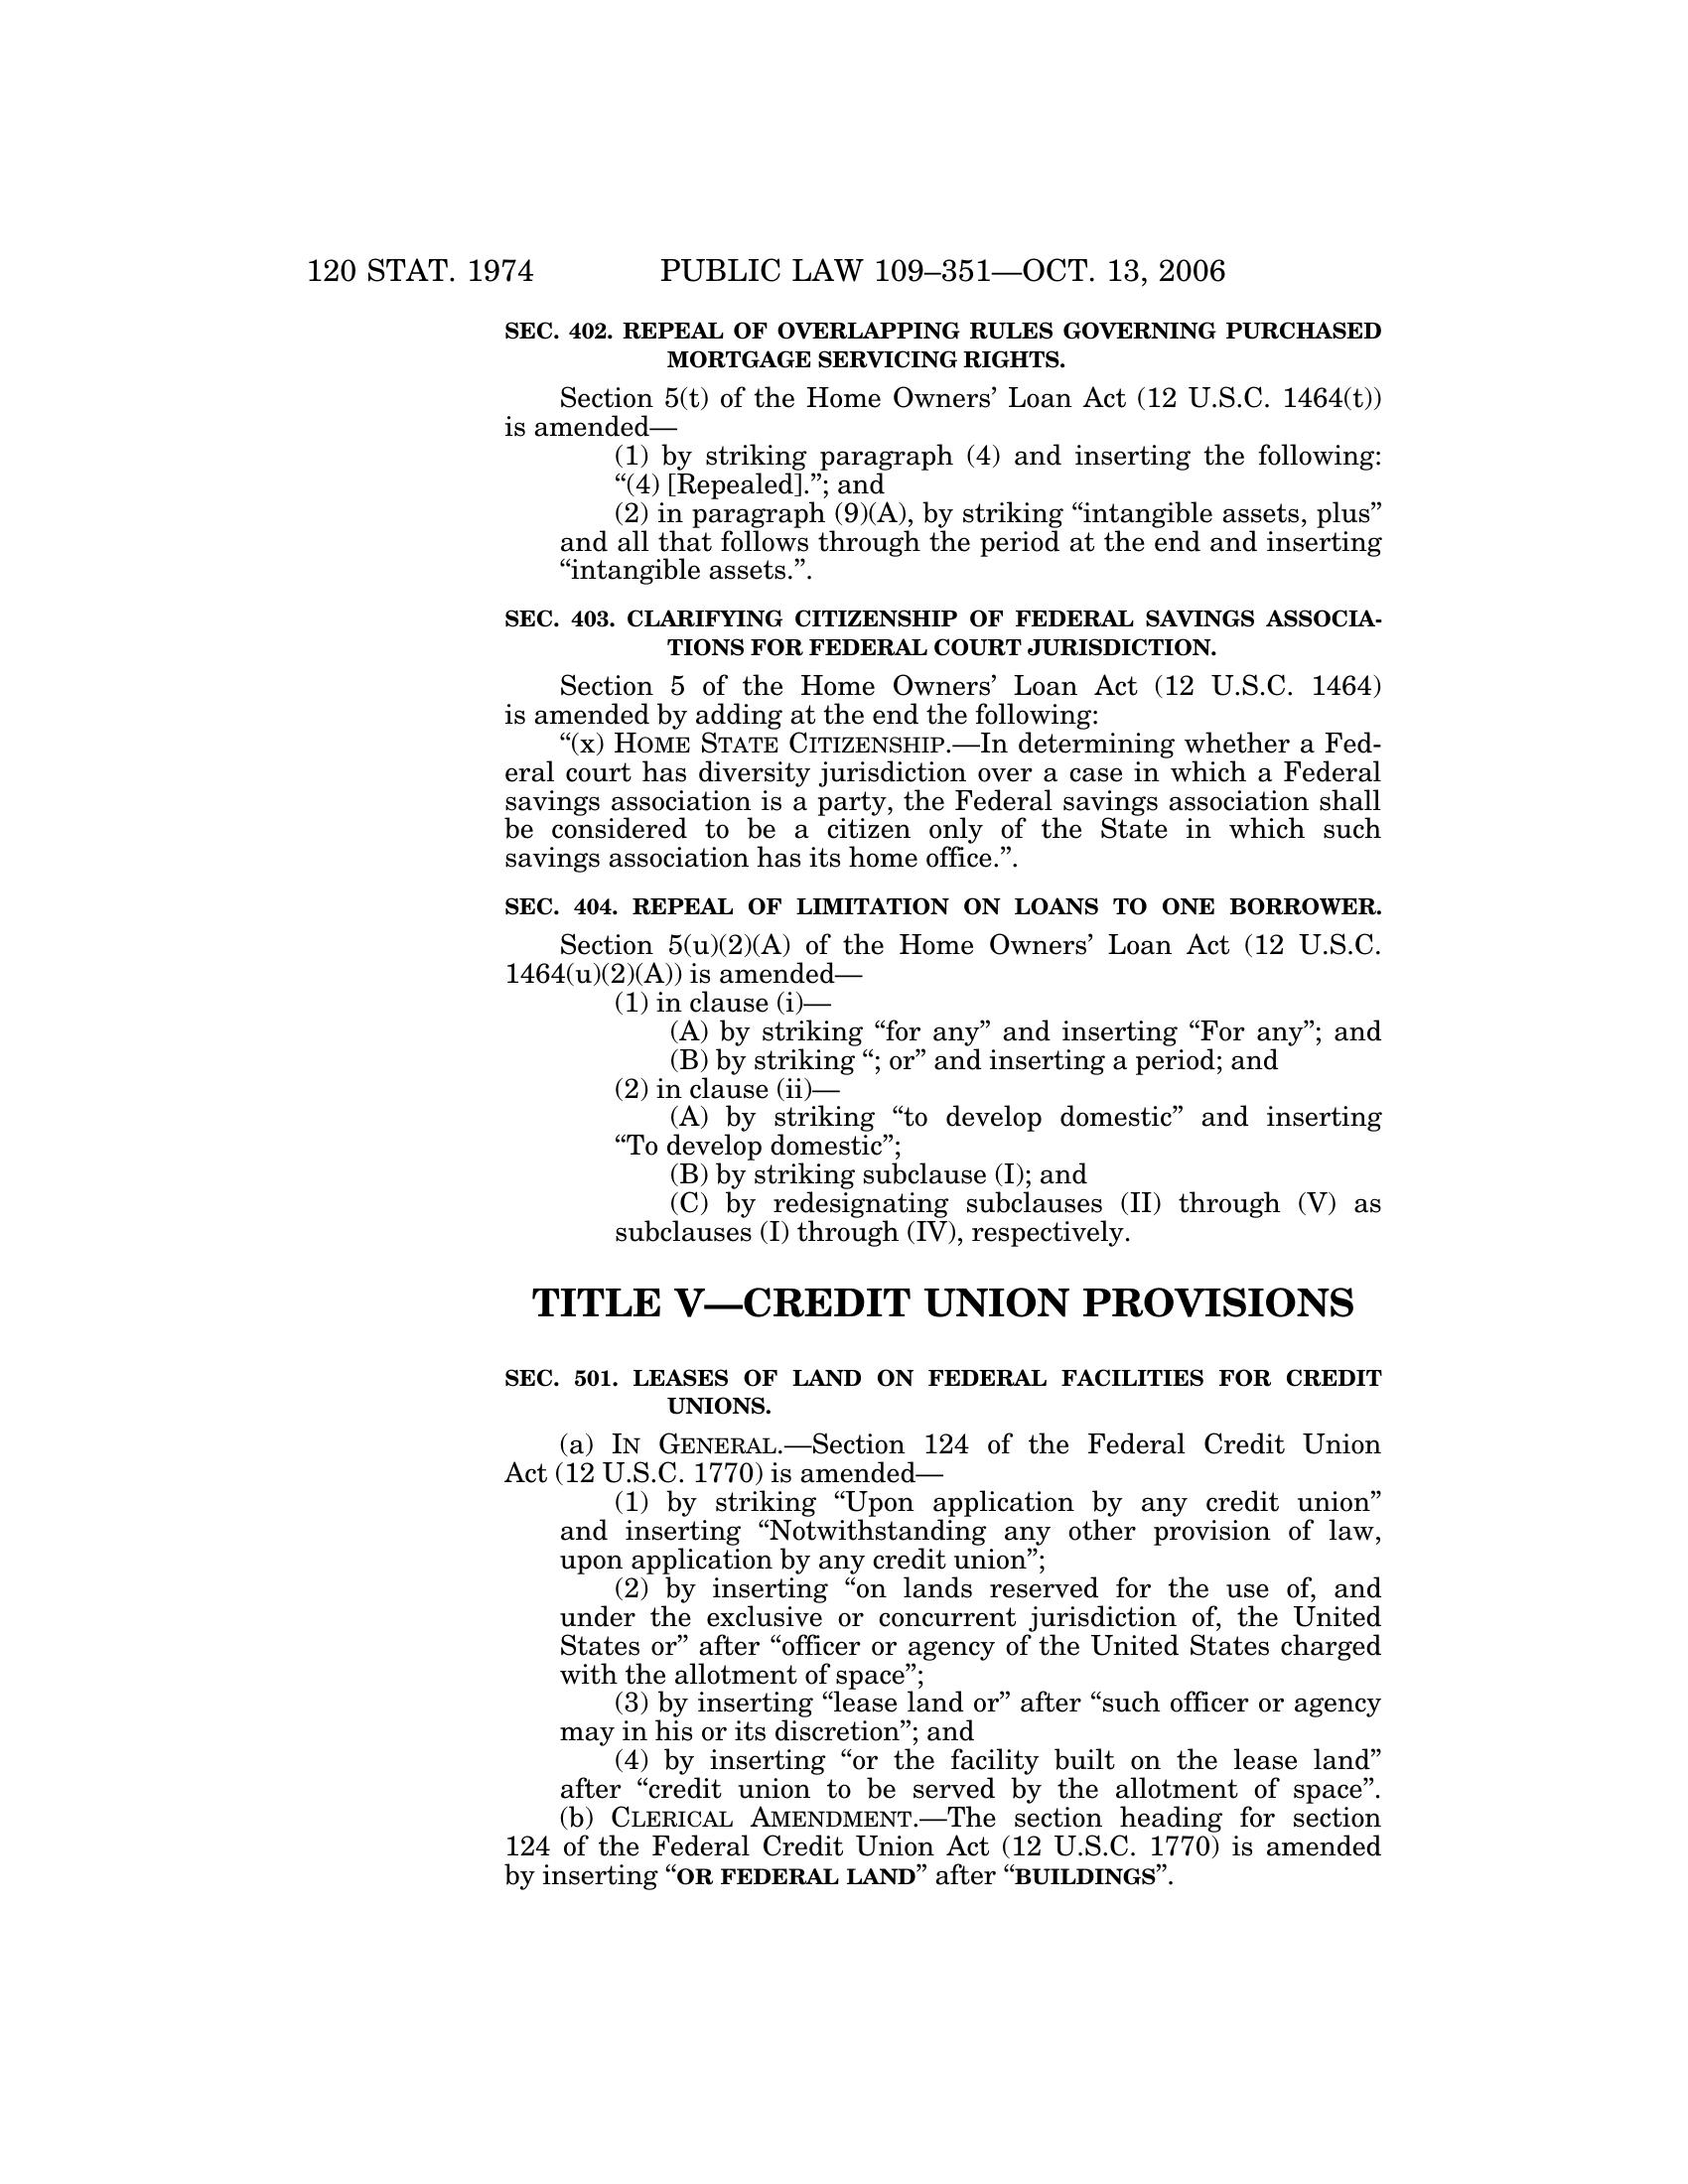 120 STAT. 1974 PUBLIC LAW 109–351—OCT. 13, 2006
SEC. 402. REPEAL OF OVERLAPPING RULES GOVERNING PURCHASED
MORTGAGE SERVICING RIGHTS.
Section 5(t) of the Home Owners’ Loan Act (12 U.S.C. 1464(t))
is amended—
(1) by striking paragraph (4) and inserting the following:
“(4) [Repealed].”; and
(2) in paragraph (9)(A), by striking “intangible assets, plus”
and all that follows through the period at the end and inserting
“intangible assets.”.
SEC. 403. CLARIFYING CITIZENSHIP OF FEDERAL SAVINGS ASSOCIA-
TIONS FOR FEDERAL COURT JURISDICTION.
Section 5 of the Home Owners’ Loan Act (12 U.S.C. 1464)
is amended by adding at the end the following:
“(x) HOME STATE CITIZENSHIP.—In determining whether a Fed-
eral court has diversity jurisdiction over a case in which a Federal
savings association is a party, the Federal savings association shall
be considered to be a citizen only of the State in which such
savings association has its home office.”.
SEC. 404. REPEAL OF LIMITATION ON LOANS TO ONE BORROWER.
Section 5(u)(2)(A) of the Home Owners’ Loan Act (12 U.S.C.
1464(u)(2)(A)) is amended—
(1) in clause (i)—
(A) by striking “for any” and inserting “For any”; and
(B) by striking “; or” and inserting a period; and
(2) in clause (ii)—
(A) by striking “to develop domestic” and inserting
“To develop domestic”;
(B) by striking subclause (I); and
(C) by redesignating subclauses (II) through (V) as
subclauses (I) through (IV), respectively.
TITLE V—CREDIT UNION PROVISIONS
SEC. 501. LEASES OF LAND ON FEDERAL FACILITIES FOR CREDIT
UNIONS.
(a) IN GENERAL.—Section 124 of the Federal Credit Union
Act (12 U.S.C. 1770) is amended—
(1) by striking “Upon application by any credit union”
and inserting “Notwithstanding any other provision of law,
upon application by any credit union”;
(2) by inserting “on lands reserved for the use of, and
under the exclusive or concurrent jurisdiction of, the United
States or” after “officer or agency of the United States charged
with the allotment of space”;
(3) by inserting “lease land or” after “such officer or agency
may in his or its discretion”; and
(4) by inserting “or the facility built on the lease land”
after “credit union to be served by the allotment of space”.
(b) CLERICAL AMENDMENT.—The section heading for section
124 of the Federal Credit Union Act (12 U.S.C. 1770) is amended
by inserting “OR FEDERAL LAND” after “BUILDINGS”.